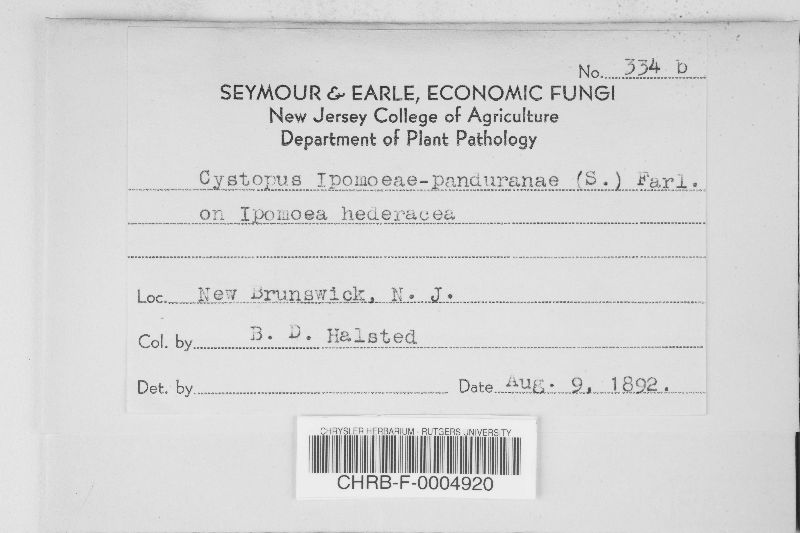 No. 334 b
SEYMOUR & EARLE, ECONOMIC FUNGI
New Jersey College of Agriculture
Department of Plant Pathology
Cystopus Ipomoeae-panduranae (S.) Farl.
on Ipomoea hederacea
Loc. New Brunswick, N. J.
Col. by B. D. Halsted
Det. by
Date Aug. 9, 1892.
CHRYSLER HERBARIUM - RUTGERS UNIVERSITY
CHRB-F-0004920